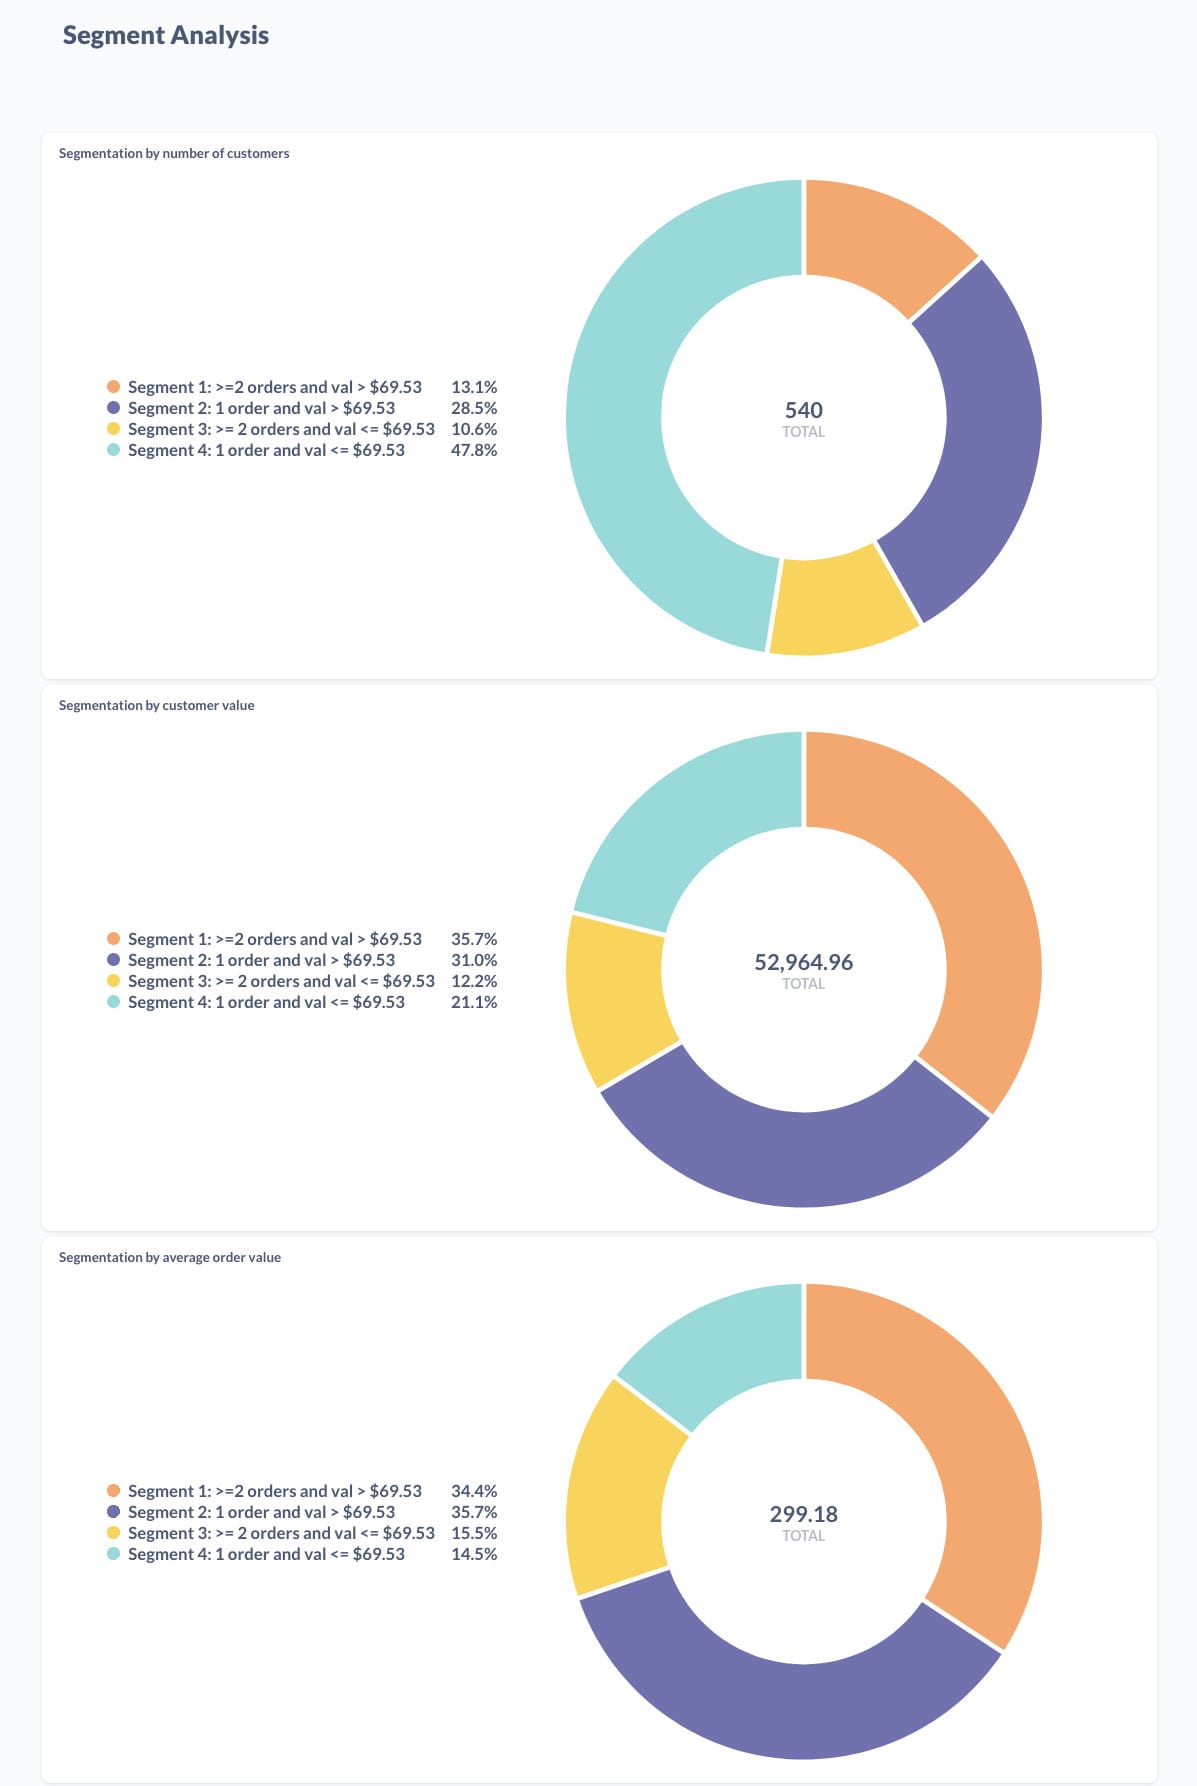 Segment Analysis
Segmentation by number of customers
Segment 1: >=2 orders and val > $69.53 13.1%
Segment 2: 1 order and val > $69.53 28.5%
Segment 3: >= 2 orders and val <= $69.53 10.6%
Segment 4: 1 order and val <= $69.53 47.8%
540
TOTAL
Segmentation by customer value
Segment 1: >=2 orders and val > $69.53 35.7%
Segment 2: 1 order and val > $69.53 31.0%
Segment 3: >= 2 orders and val <= $69.53 12.2%
Segment 4: 1 order and val <= $69.53 21.1%
52,964.96
TOTAL
Segmentation by average order value
Segment 1: >=2 orders and val > $69.53 34.4%
Segment 2: 1 order and val > $69.53 35.7%
Segment 3: >= 2 orders and val <= $69.53 15.5%
Segment 4: 1 order and val <= $69.53 14.5%
299.18
TOTAL